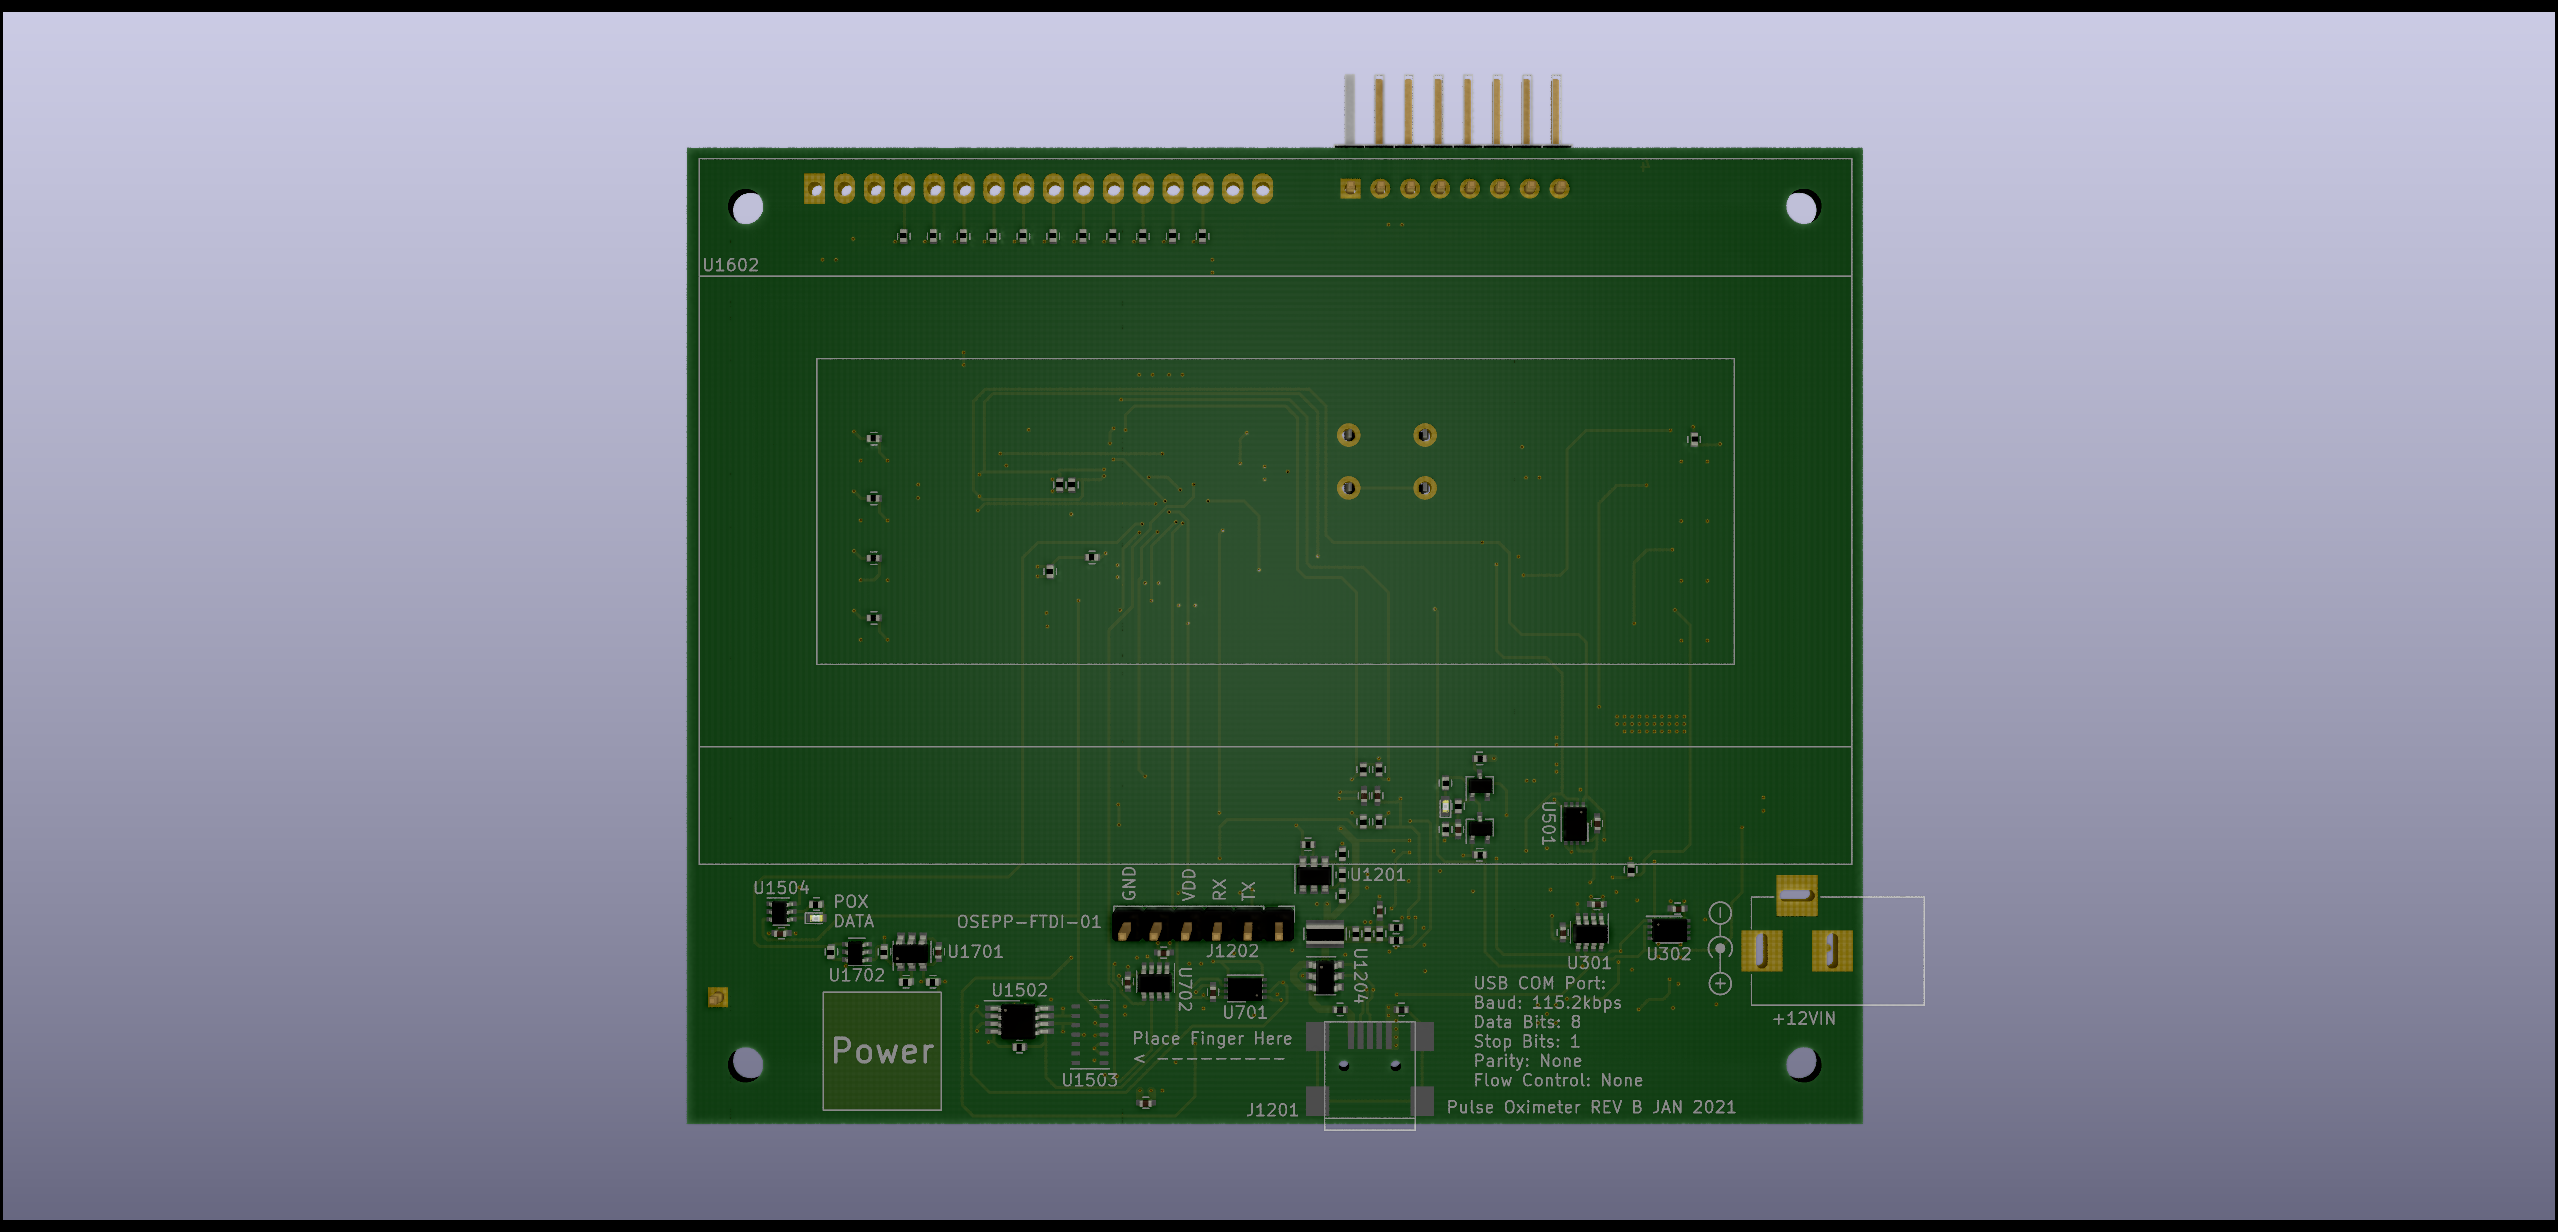 U1602
U501
U1201
U1504
POX
DATA
GND
VDD
RX
TX
OSEPP-FTDI-01
J1202
U1702
U1701
U1204
U301
U302
U1502
U702
U701
USB COM Port:
Baud: 115.2kbps
Data Bits: 8
Stop Bits: 1
Parity: None
Flow Control: None
+12VIN
Power
Place Finger Here
< ----------
U1503
J1201
Pulse Oximeter REV B JAN 2021